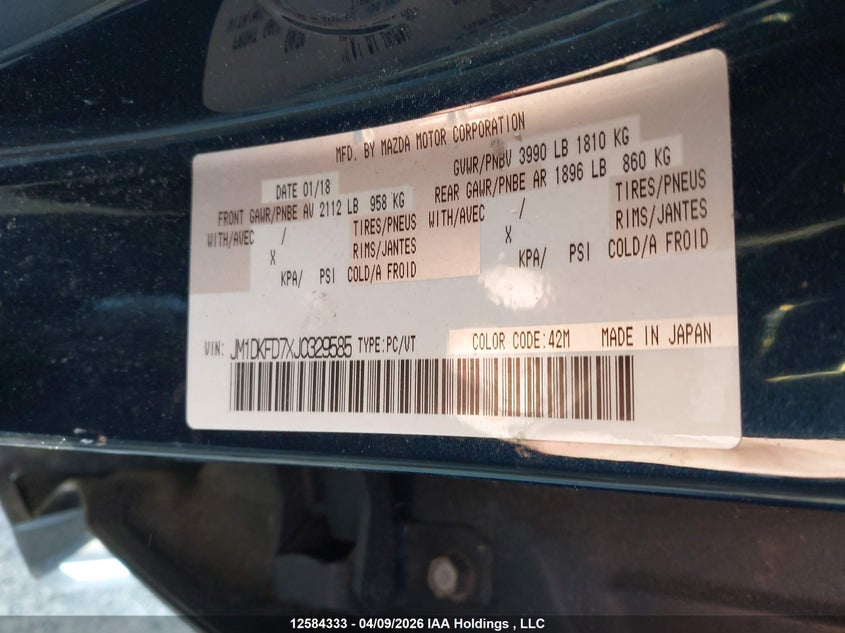 MFD. BY MAZDA MOTOR CORPORATION
DATE 01/18 GVWR/PNBV 3990 LB 1810 KG
FRONT GAWR/PNBE AV 2112 LB 958 KG REAR GAWR/PNBE AR 1896 LB 860 KG
WITH/AVEC / TIRES/PNEUS WITH/AVEC / TIRES/PNEUS
X RIMS/JANTES X RIMS/JANTES
KPA/ PSI COLD/A FROID KPA/ PSI COLD/A FROID
VIN: JM1DKFD7XJ0329585 TYPE:PC/VT COLOR CODE:42M MADE IN JAPAN
12584333 - 04/09/2026 IAA Holdings , LLC